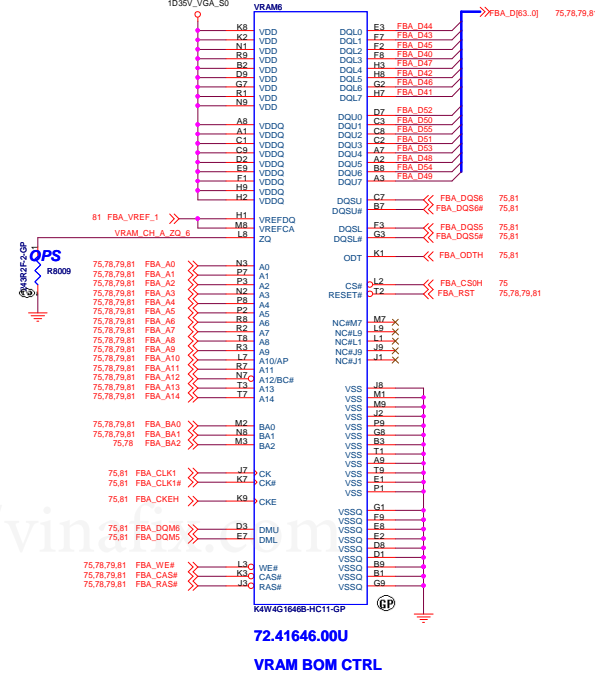 1D35V_VGA_S0
VRAM6
FBA_D[63..0] 75,78,79,81
K8 VDD DQL0 E3 FBA_D44
K2 VDD DQL1 F7 FBA_D43
N1 VDD DQL2 F2 FBA_D45
R9 VDD DQL3 F8 FBA_D40
B2 VDD DQL4 H3 FBA_D47
D9 VDD DQL5 H8 FBA_D42
G7 VDD DQL6 G2 FBA_D46
R1 VDD DQL7 H7 FBA_D41
N9 VDD
DQU0 D7 FBA_D52
A8 VDDQ DQU1 C3 FBA_D50
A1 VDDQ DQU2 C8 FBA_D55
C1 VDDQ DQU3 C2 FBA_D51
C9 VDDQ DQU4 A7 FBA_D53
D2 VDDQ DQU5 A2 FBA_D48
E9 VDDQ DQU6 B8 FBA_D54
F1 VDDQ DQU7 A3 FBA_D49
H9 VDDQ
H2 VDDQ DQSU C7 FBA_DQS6 75,81
DQSU# B7 FBA_DQS6# 75,81
81 FBA_VREF_1 H1 VREFDQ
M8 VREFCA DQSL F3 FBA_DQS5 75,81
VRAM_CH_A_ZQ_6 L8 ZQ DQSL# G3 FBA_DQS5# 75,81
OPS
ODT K1 FBA_ODTH 75,81
R8009
75,78,79,81 FBA_A0 N3 A0
75,78,79,81 FBA_A1 P7 A1
75,78,79,81 FBA_A2 P3 A2 CS# L2 FBA_CS0H 75
75,78,79,81 FBA_A3 N2 A3 RESET# T2 FBA_RST 75,78,79,81
75,78,79,81 FBA_A4 P8 A4
75,78,79,81 FBA_A5 P2 A5
75,78,79,81 FBA_A6 R8 A6 NC#M7 M7
75,78,79,81 FBA_A7 R2 A7 NC#L9 L9
75,78,79,81 FBA_A8 T8 A8 NC#L1 L1
75,78,79,81 FBA_A9 R3 A9 NC#J9 J9
75,78,79,81 FBA_A10 L7 A10/AP NC#J1 J1
75,78,79,81 FBA_A11 R7 A11
75,78,79,81 FBA_A12 N7 A12/BC#
75,78,79,81 FBA_A13 T3 A13 VSS J8
75,78,79,81 FBA_A14 T7 A14 VSS M1
VSS M9
VSS J2
75,78,79,81 FBA_BA0 M2 BA0 VSS P9
75,78,79,81 FBA_BA1 N8 BA1 VSS G8
75,78 FBA_BA2 M3 BA2 VSS B3
VSS T1
VSS A9
75,81 FBA_CLK1 J7 CK VSS T9
75,81 FBA_CLK1# K7 CK# VSS E1
VSS P1
75,81 FBA_CKEH K9 CKE
VSSQ G1
VSSQ F9
75,81 FBA_DQM6 D3 DMU VSSQ E8
75,81 FBA_DQM5 E7 DML VSSQ E2
VSSQ D8
VSSQ D1
75,78,79,81 FBA_WE# L3 WE# VSSQ B9
75,78,79,81 FBA_CAS# K3 CAS# VSSQ B1
75,78,79,81 FBA_RAS# J3 RAS# VSSQ G9
K4W4G1646B-HC11-GP
GP
72.41646.00U
VRAM BOM CTRL